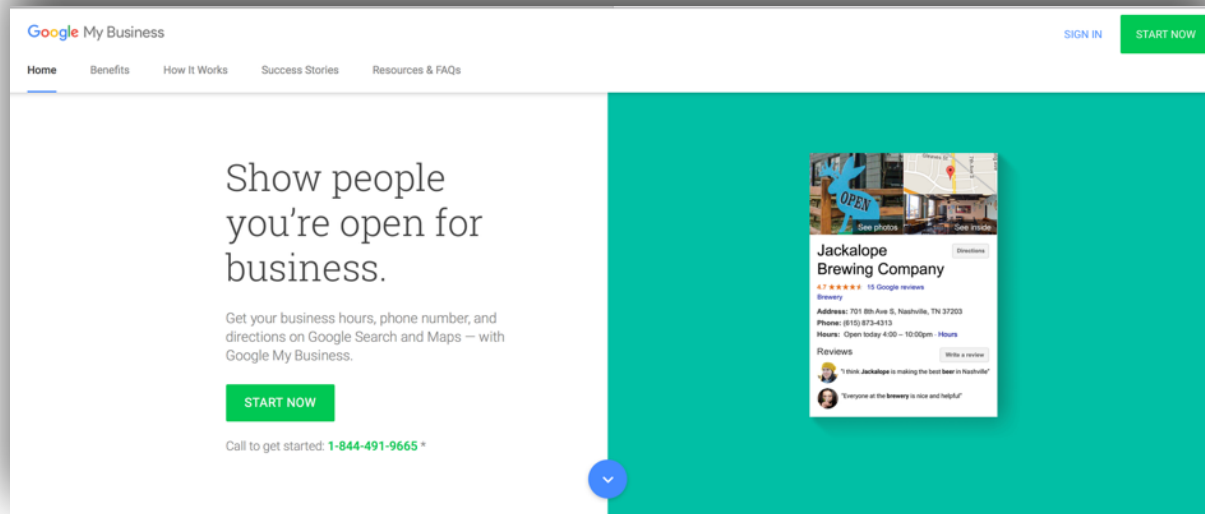 Google My Business
SIGN IN
START NOW
Home
Benefits
How It Works
Success Stories
Resources & FAQs
Show people
you're open for
business.
Get your business hours, phone number, and
directions on Google Search and Maps — with
Google My Business.
START NOW
Call to get started: 1-844-491-9665 *
OPEN
See photos
See inside
Jackalope
Brewing Company
Directions
4.7 ★★★★★ 15 Google reviews
Brewery
Address: 701 8th Ave S, Nashville, TN 37203
Phone: (615) 873-4313
Hours: Open today 4:00 – 10:00pm · Hours
Reviews
Write a review
"I think Jackalope is making the best beer in Nashville"
"Everyone at the brewery is nice and helpful"